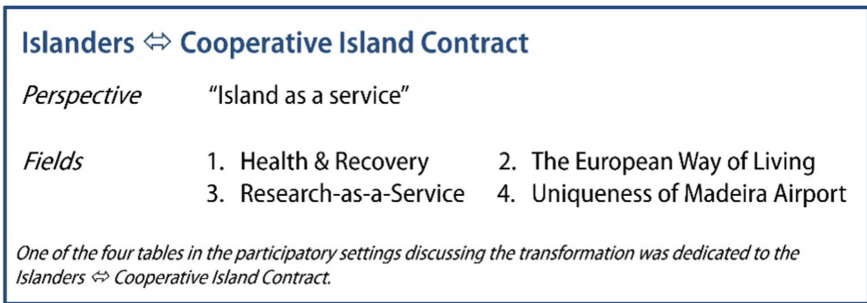 Islanders ⬄ Cooperative Island Contract
Perspective “Island as a service”
Fields 1. Health & Recovery 2. The European Way of Living
3. Research-as-a-Service 4. Uniqueness of Madeira Airport
One of the four tables in the participatory settings discussing the transformation was dedicated to the
Islanders ⬄ Cooperative Island Contract.